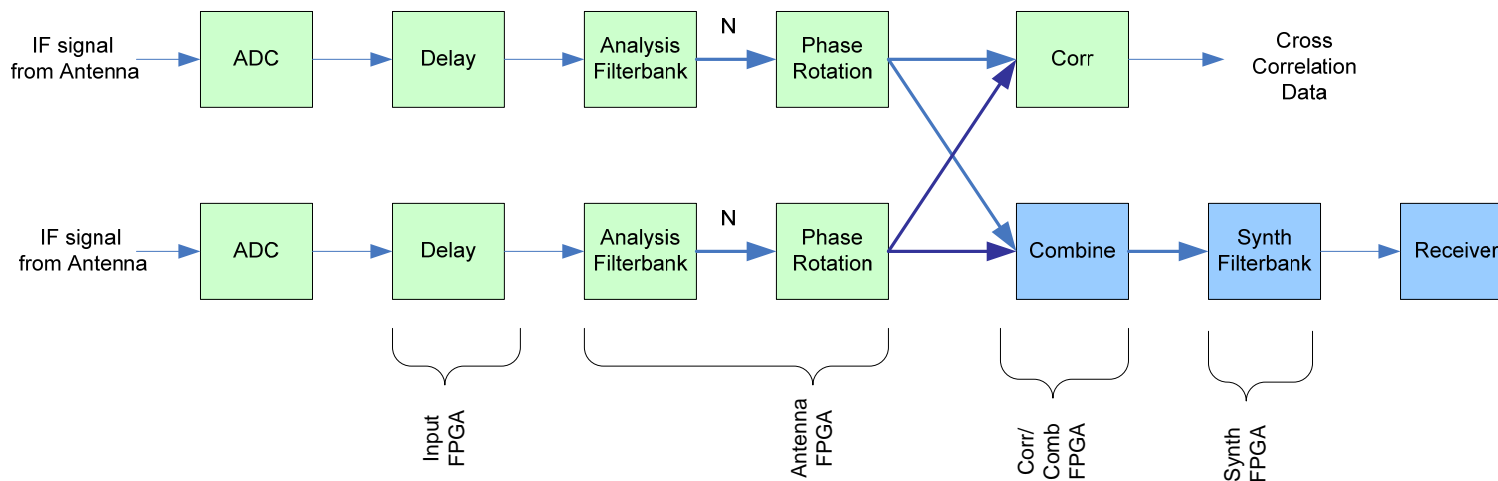 N
IF signal
from Antenna
ADC
Delay
Analysis
Filterbank
Phase
Rotation
Corr
Cross
Correlation
Data
N
IF signal
from Antenna
ADC
Delay
Analysis
Filterbank
Phase
Rotation
Combine
Synth
Filterbank
Receiver
Input
FPGA
Antenna
FPGA
Corr/
Comb
FPGA
Synth
FPGA